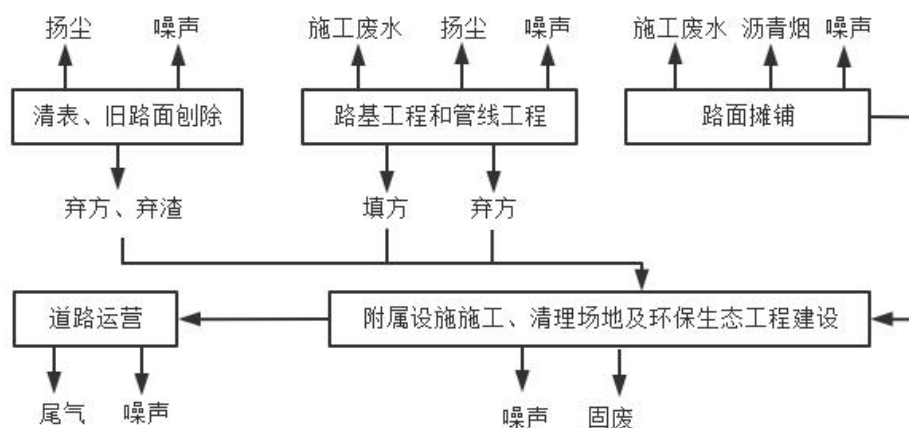 扬尘 噪声 施工废水 扬尘 噪声 施工废水 沥青烟 噪声
清表、旧路面刨除 路基工程和管线工程 路面摊铺
弃方、弃渣 填方 弃方
道路运营 附属设施施工、清理场地及环保生态工程建设
尾气 噪声 噪声 固废